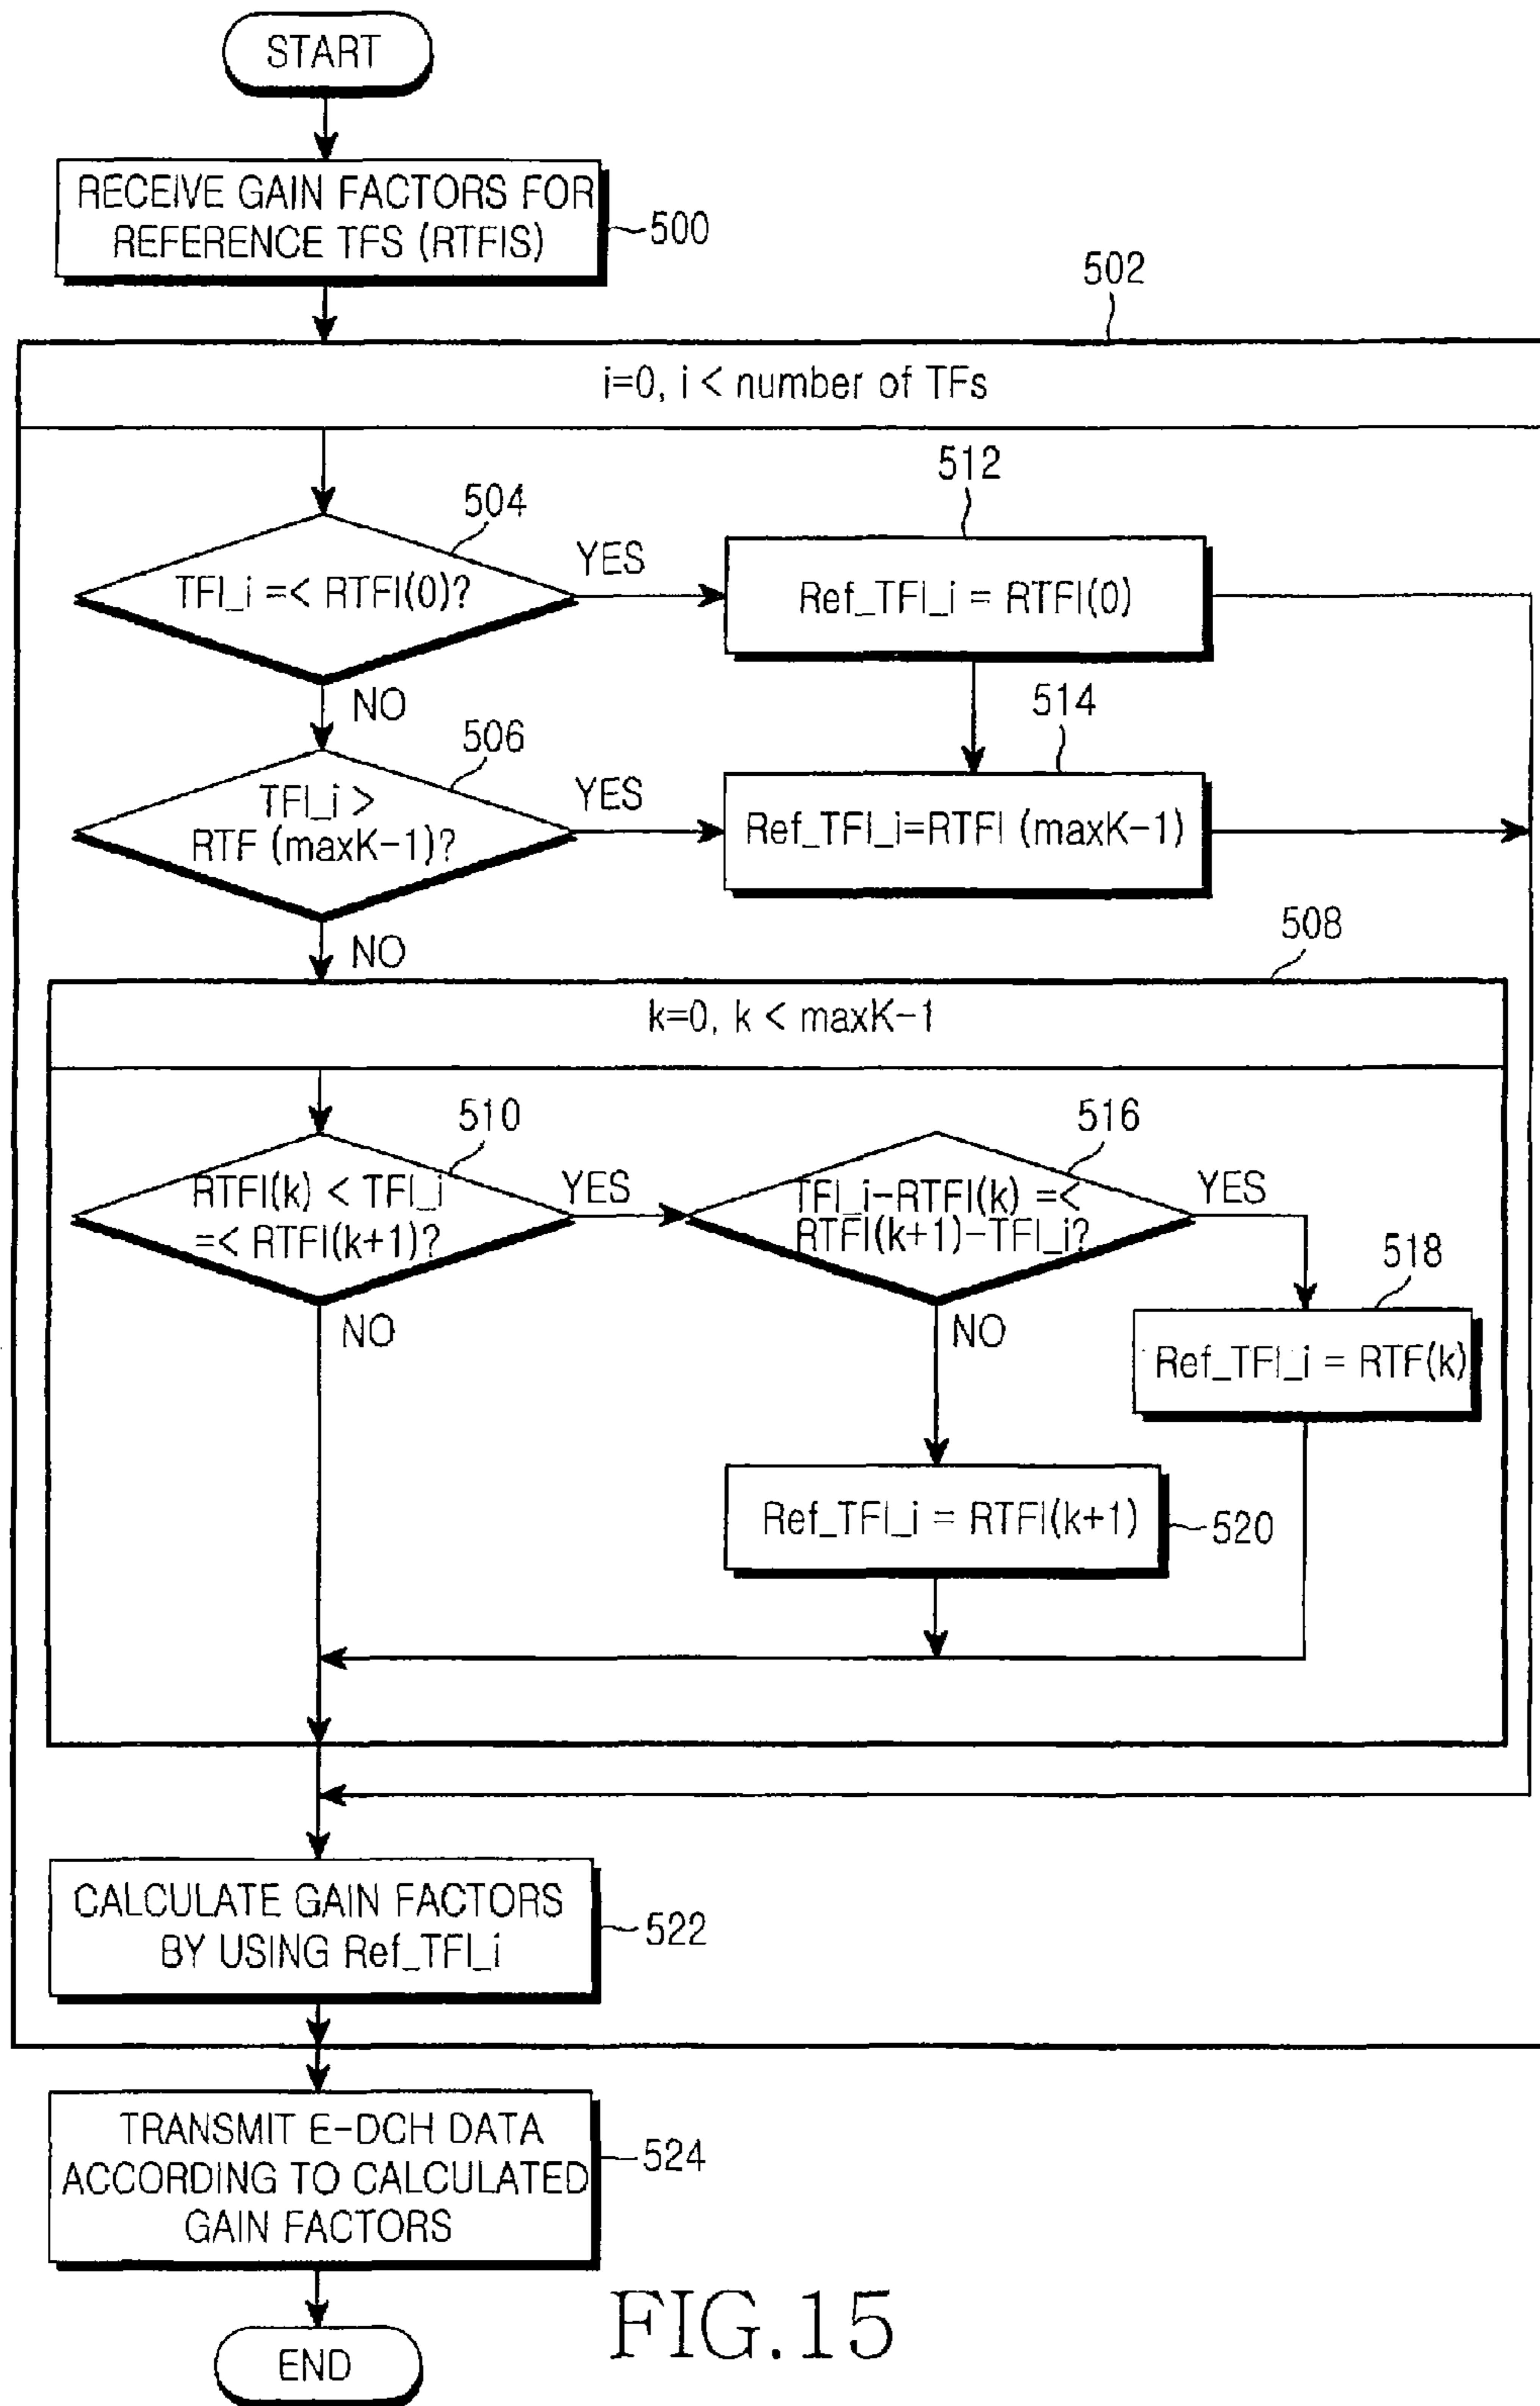 START
RECEIVE GAIN FACTORS FOR
REFERENCE TFS (RTFIS)
500
502
i=0, i < number of TFs
504
TFI_i =< RTFI(0)?
YES
512
Ref_TFI_i = RTFI(0)
NO
506
TFI_i >
RTF (maxK-1)?
YES
514
Ref_TFI_i=RTFI (maxK-1)
NO
508
k=0, k < maxK-1
510
RTFI(k) < TFI_i
=< RTFI(k+1)?
YES
516
TFI_i-RTFI(k) =<
RTFI(k+1)-TFI_i?
YES
518
Ref_TFI_i = RTF(k)
NO
NO
Ref_TFI_i = RTFI(k+1)
520
CALCULATE GAIN FACTORS
BY USING Ref_TFI_i
522
TRANSMIT E-DCH DATA
ACCORDING TO CALCULATED
GAIN FACTORS
524
END
FIG.15